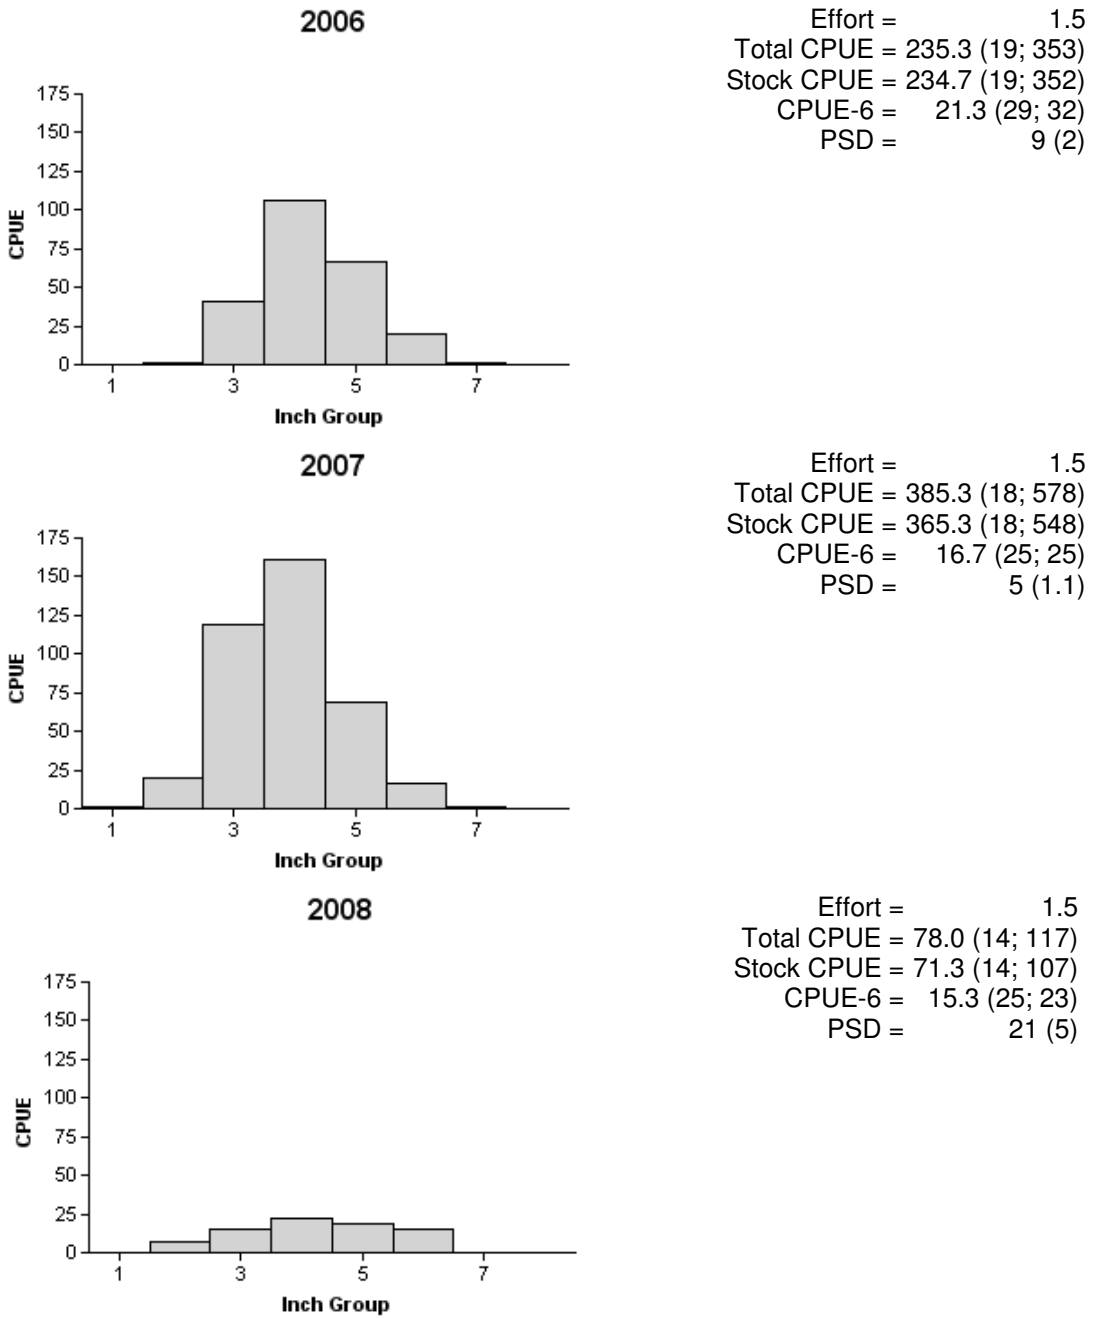 2006
Effort = 1.5
Total CPUE = 235.3 (19; 353)
Stock CPUE = 234.7 (19; 352)
CPUE-6 = 21.3 (29; 32)
PSD = 9 (2)
175
150
125
100
75
50
25
0
CPUE
1 3 5 7
Inch Group
2007
Effort = 1.5
Total CPUE = 385.3 (18; 578)
Stock CPUE = 365.3 (18; 548)
CPUE-6 = 16.7 (25; 25)
PSD = 5 (1.1)
175
150
125
100
75
50
25
0
CPUE
1 3 5 7
Inch Group
2008
Effort = 1.5
Total CPUE = 78.0 (14; 117)
Stock CPUE = 71.3 (14; 107)
CPUE-6 = 15.3 (25; 23)
PSD = 21 (5)
175
150
125
100
75
50
25
0
CPUE
1 3 5 7
Inch Group